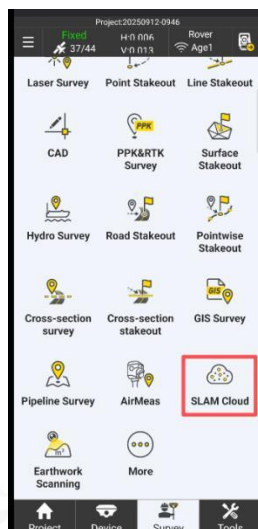 Project:20250912-0946
Fixed H:0.006 Rover
37/44 V:0.013 Age1
Laser Survey Point Stakeout Line Stakeout
PPK
CAD PPK&RTK Survey Surface Stakeout
Hydro Survey Road Stakeout Pointwise Stakeout
GIS
Cross-section survey Cross-section stakeout GIS Survey
Pipeline Survey AirMeas SLAM Cloud
m³
Earthwork Scanning More
Project Device Survey Tools